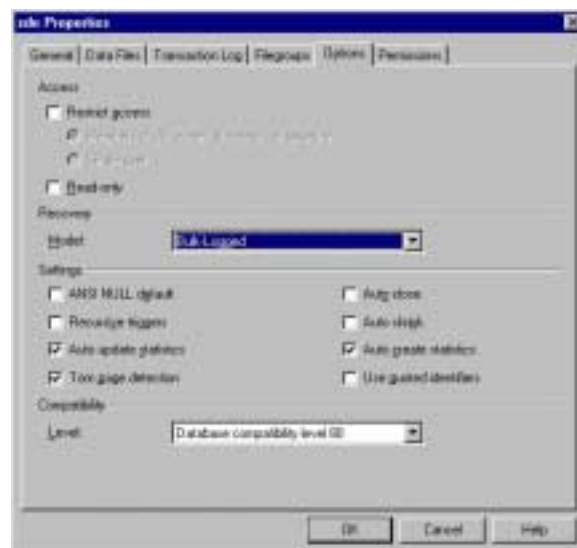 sde Properties
General Data Files Transaction Log Filegroups Options Permissions
Access
Restrict access
Read-only
Recovery
Model: Bulk-Logged
Settings
ANSI NULL default Auto close
Recursive triggers Auto shrink
Auto update statistics Auto create statistics
Torn page detection Use quoted identifiers
Compatibility
Level: Database compatibility level 80
OK Cancel Help